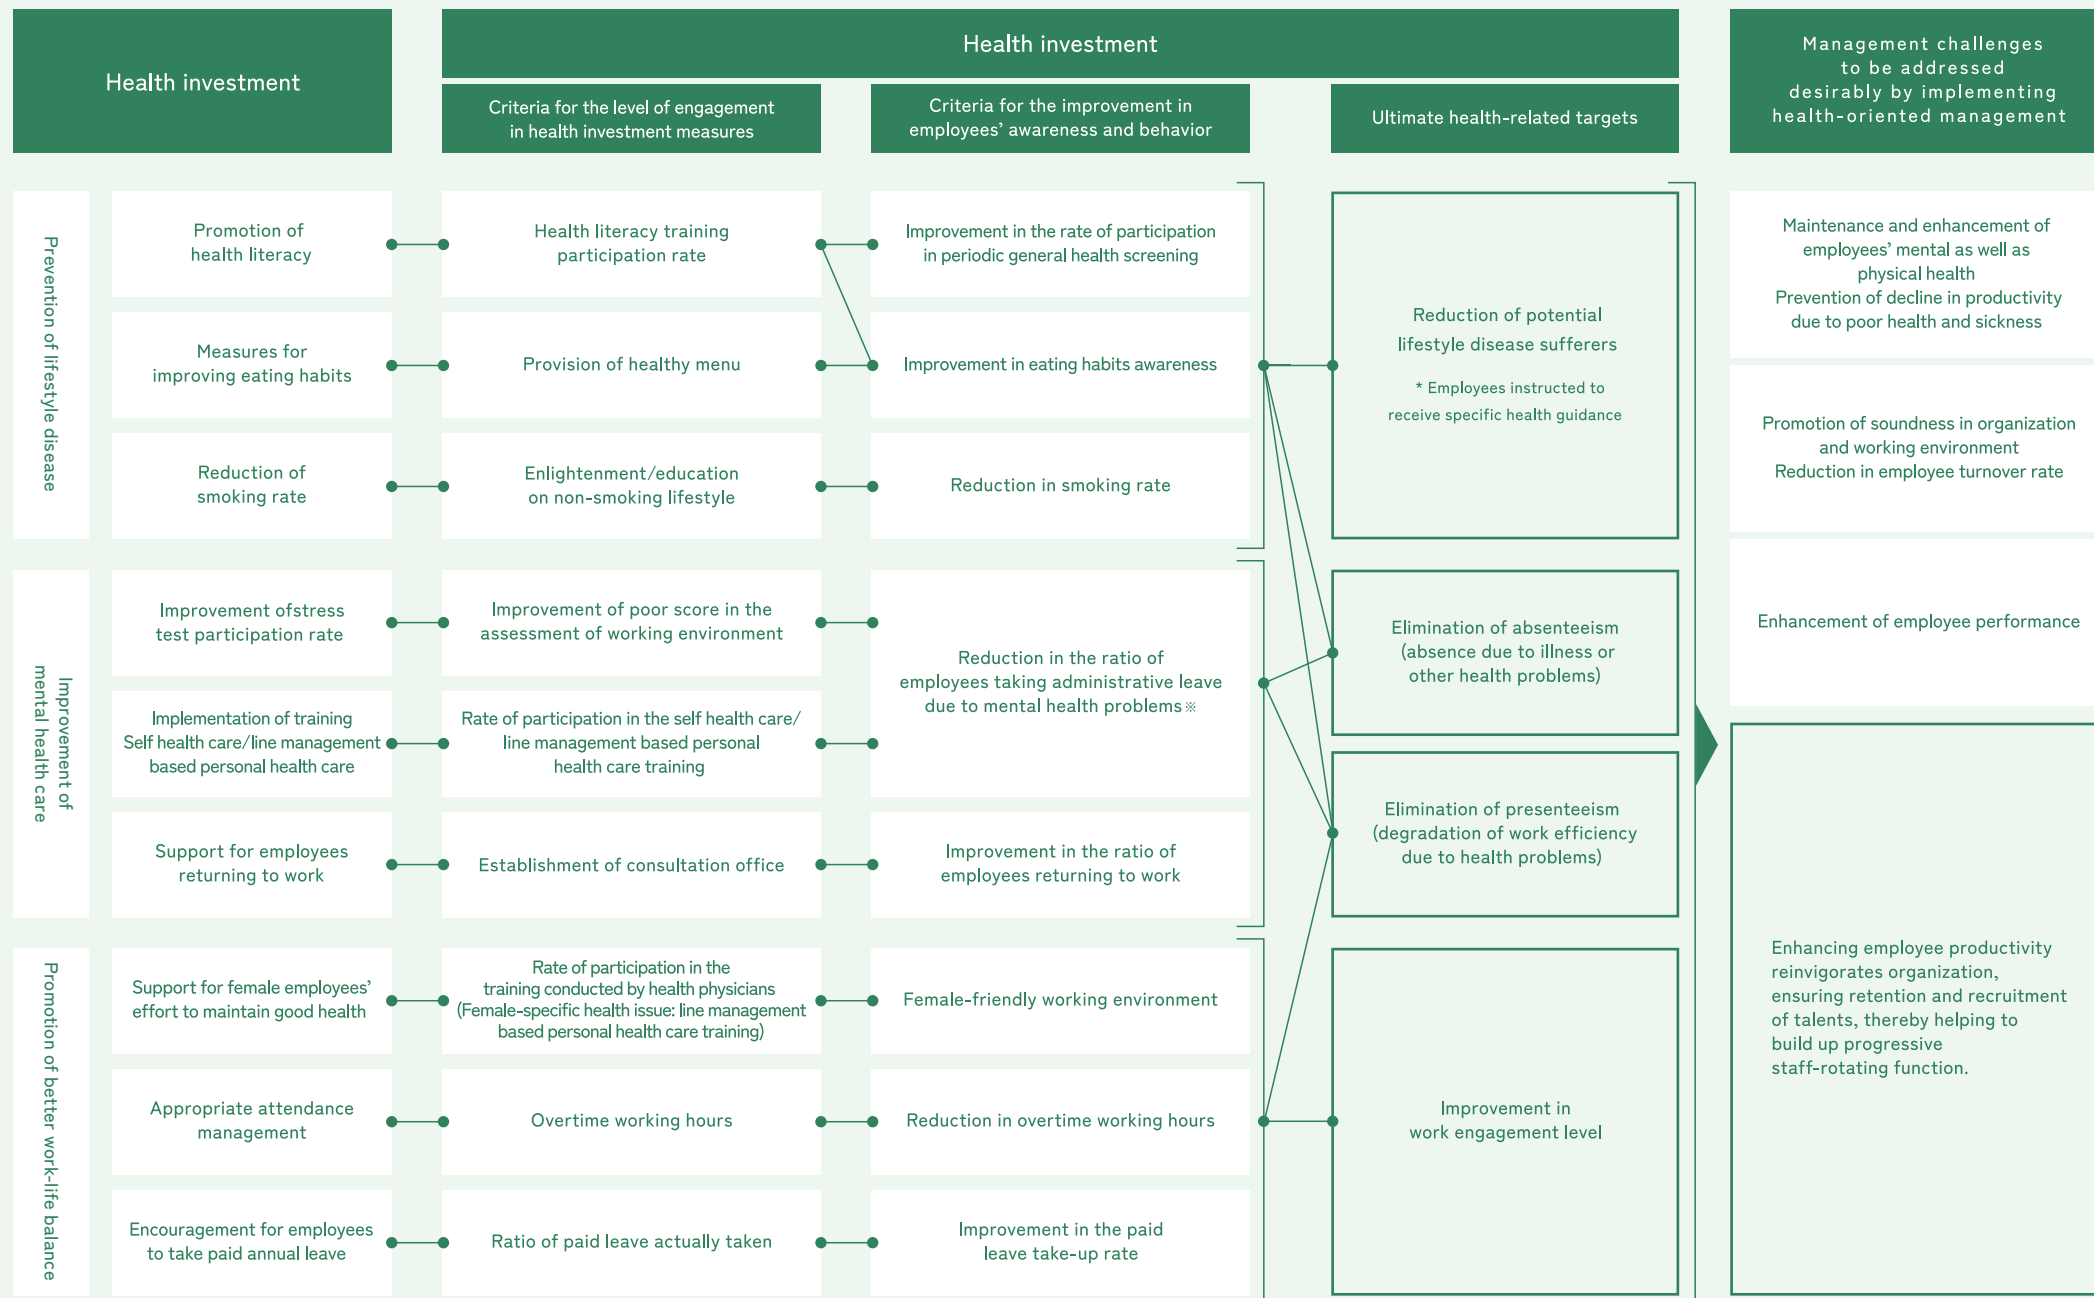 Health investment
Health investment
Criteria for the level of engagement
in health investment measures
Criteria for the improvement in
employees’ awareness and behavior
Ultimate health-related targets
Management challenges
to be addressed
desirably by implementing
health-oriented management
Prevention of lifestyle disease
Promotion of
health literacy
Health literacy training
participation rate
Improvement in the rate of participation
in periodic general health screening
Measures for
improving eating habits
Provision of healthy menu
Improvement in eating habits awareness
Reduction of
smoking rate
Enlightenment/education
on non-smoking lifestyle
Reduction in smoking rate
Reduction of potential
lifestyle disease sufferers
* Employees instructed to
receive specific health guidance
Maintenance and enhancement of
employees’ mental as well as
physical health
Prevention of decline in productivity
due to poor health and sickness
Promotion of soundness in organization
and working environment
Reduction in employee turnover rate
Improvement of
mental health care
Improvement ofstress
test participation rate
Improvement of poor score in the
assessment of working environment
Reduction in the ratio of
employees taking administrative leave
due to mental health problems※
Implementation of training
Self health care/line management
based personal health care
Rate of participation in the self health care/
line management based personal
health care training
Support for employees
returning to work
Establishment of consultation office
Improvement in the ratio of
employees returning to work
Elimination of absenteeism
(absence due to illness or
other health problems)
Elimination of presenteeism
(degradation of work efficiency
due to health problems)
Enhancement of employee performance
Promotion of better work-life balance
Support for female employees’
effort to maintain good health
Rate of participation in the
training conducted by health physicians
(Female-specific health issue: line management
based personal health care training)
Female-friendly working environment
Appropriate attendance
management
Overtime working hours
Reduction in overtime working hours
Encouragement for employees
to take paid annual leave
Ratio of paid leave actually taken
Improvement in the paid
leave take-up rate
Improvement in
work engagement level
Enhancing employee productivity
reinvigorates organization,
ensuring retention and recruitment
of talents, thereby helping to
build up progressive
staff-rotating function.